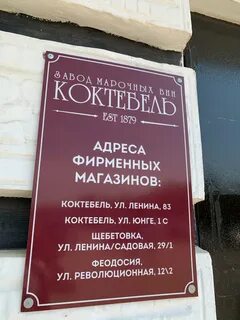 ЗАВОД МАРОЧНЫХ ВИН
КОКТЕБЕЛЬ
EST 1879
АДРЕСА
ФИРМЕННЫХ
МАГАЗИНОВ:
КОКТЕБЕЛЬ, УЛ. ЛЕНИНА, 83
КОКТЕБЕЛЬ, УЛ. ЮНГЕ, 1 С
ЩЕБЕТОВКА,
УЛ. ЛЕНИНА/САДОВАЯ, 29/1
ФЕОДОСИЯ,
УЛ. РЕВОЛЮЦИОННАЯ, 12\2